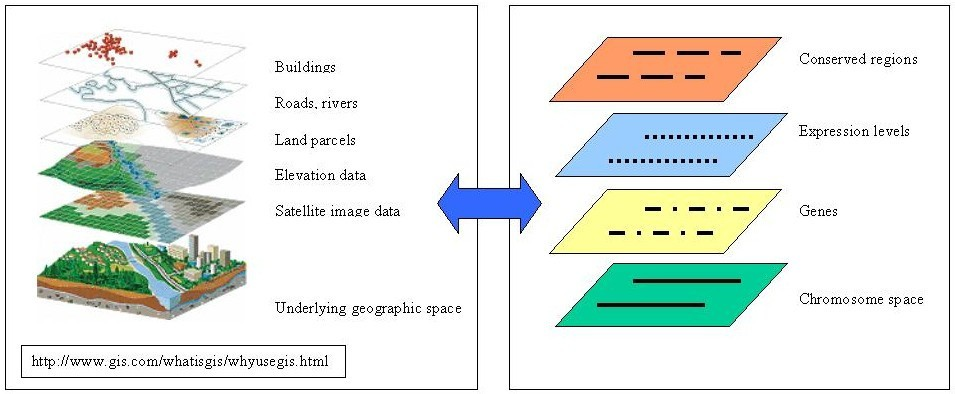 Buildings
Roads, rivers
Land parcels
Elevation data
Satellite image data
Underlying geographic space
http://www.gis.com/whatisgis/whyusegis.html
Conserved regions
Expression levels
Genes
Chromosome space